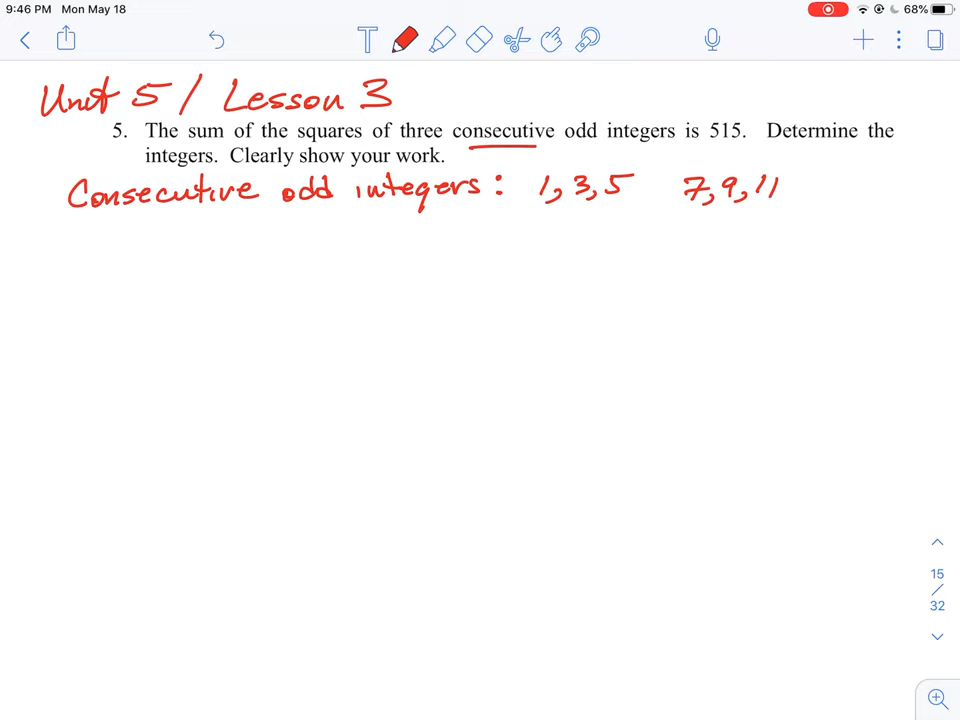 9:46 PM Mon May 18 68%
T
Unit 5 / Lesson 3
5. The sum of the squares of three consecutive odd integers is 515. Determine the
integers. Clearly show your work.
Consecutive odd integers : 1, 3, 5 7, 9, 11
15
/
32